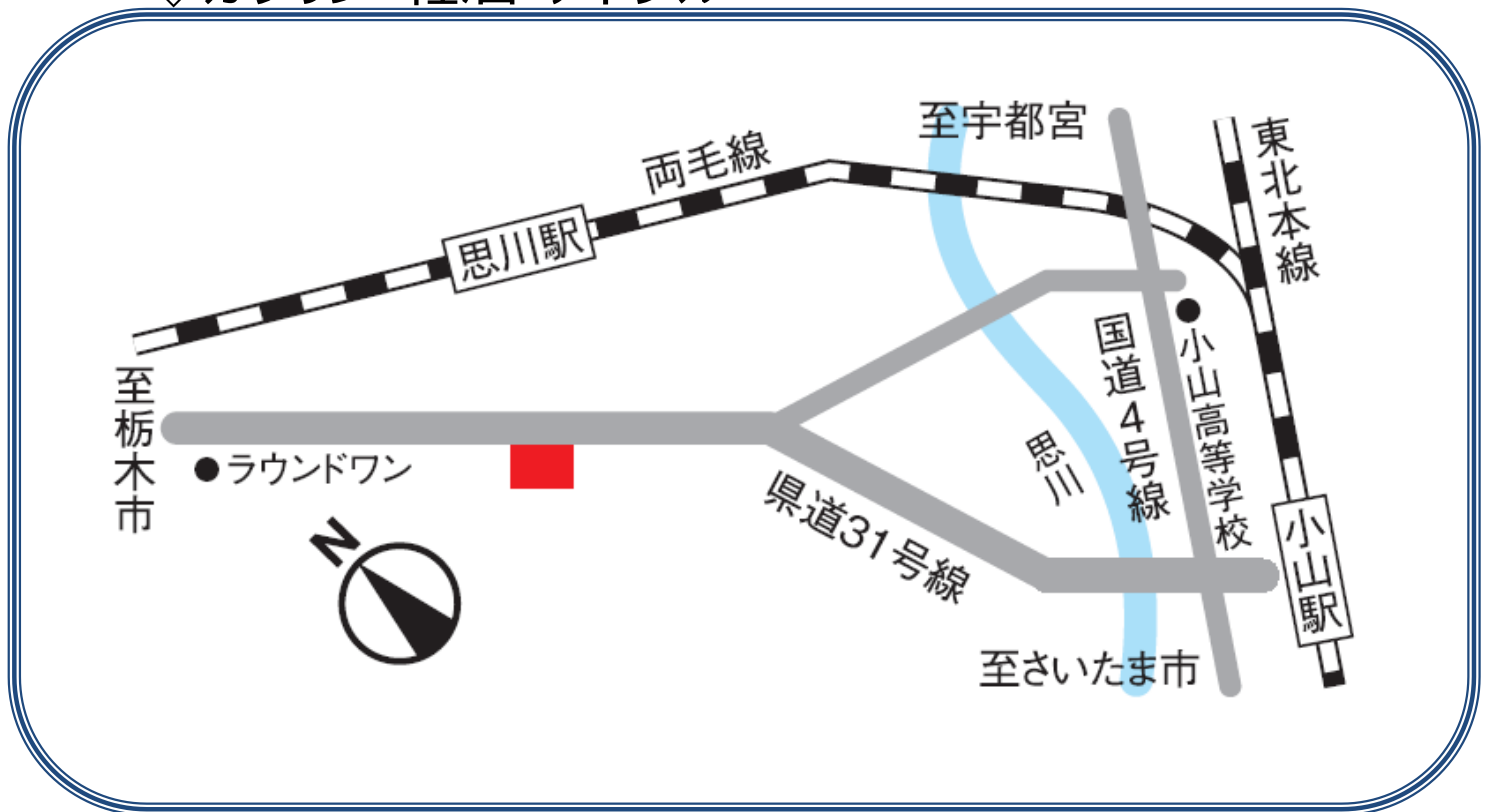 至宇都宮
両毛線
東北本線
思川駅
国道4号線
小山高等学校
至栃木市
ラウンドワン
思川
県道31号線
N
小山駅
至さいたま市